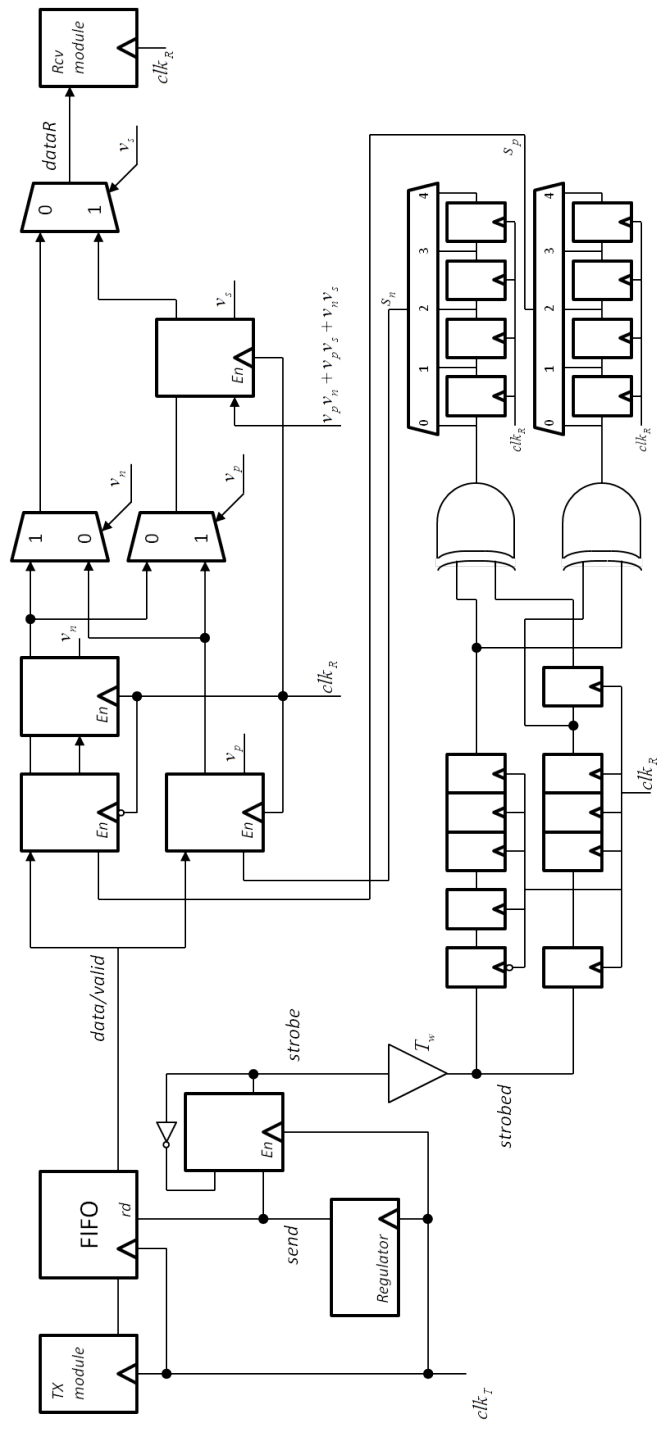 TX
module
FIFO
rd
clk_T
send
Regulator
En
strobe
T_w
strobed
data/valid
En
En
v_n
En
v_p
clk_R
1
0
v_n
0
1
v_p
En
v_s
v_p v_n + v_p v_s + v_n v_s
0
1
v_s
dataR
Rcv
module
clk_R
s_n
s_p
0 1 2 3 4
clk_R
0 1 2 3 4
clk_R
clk_R